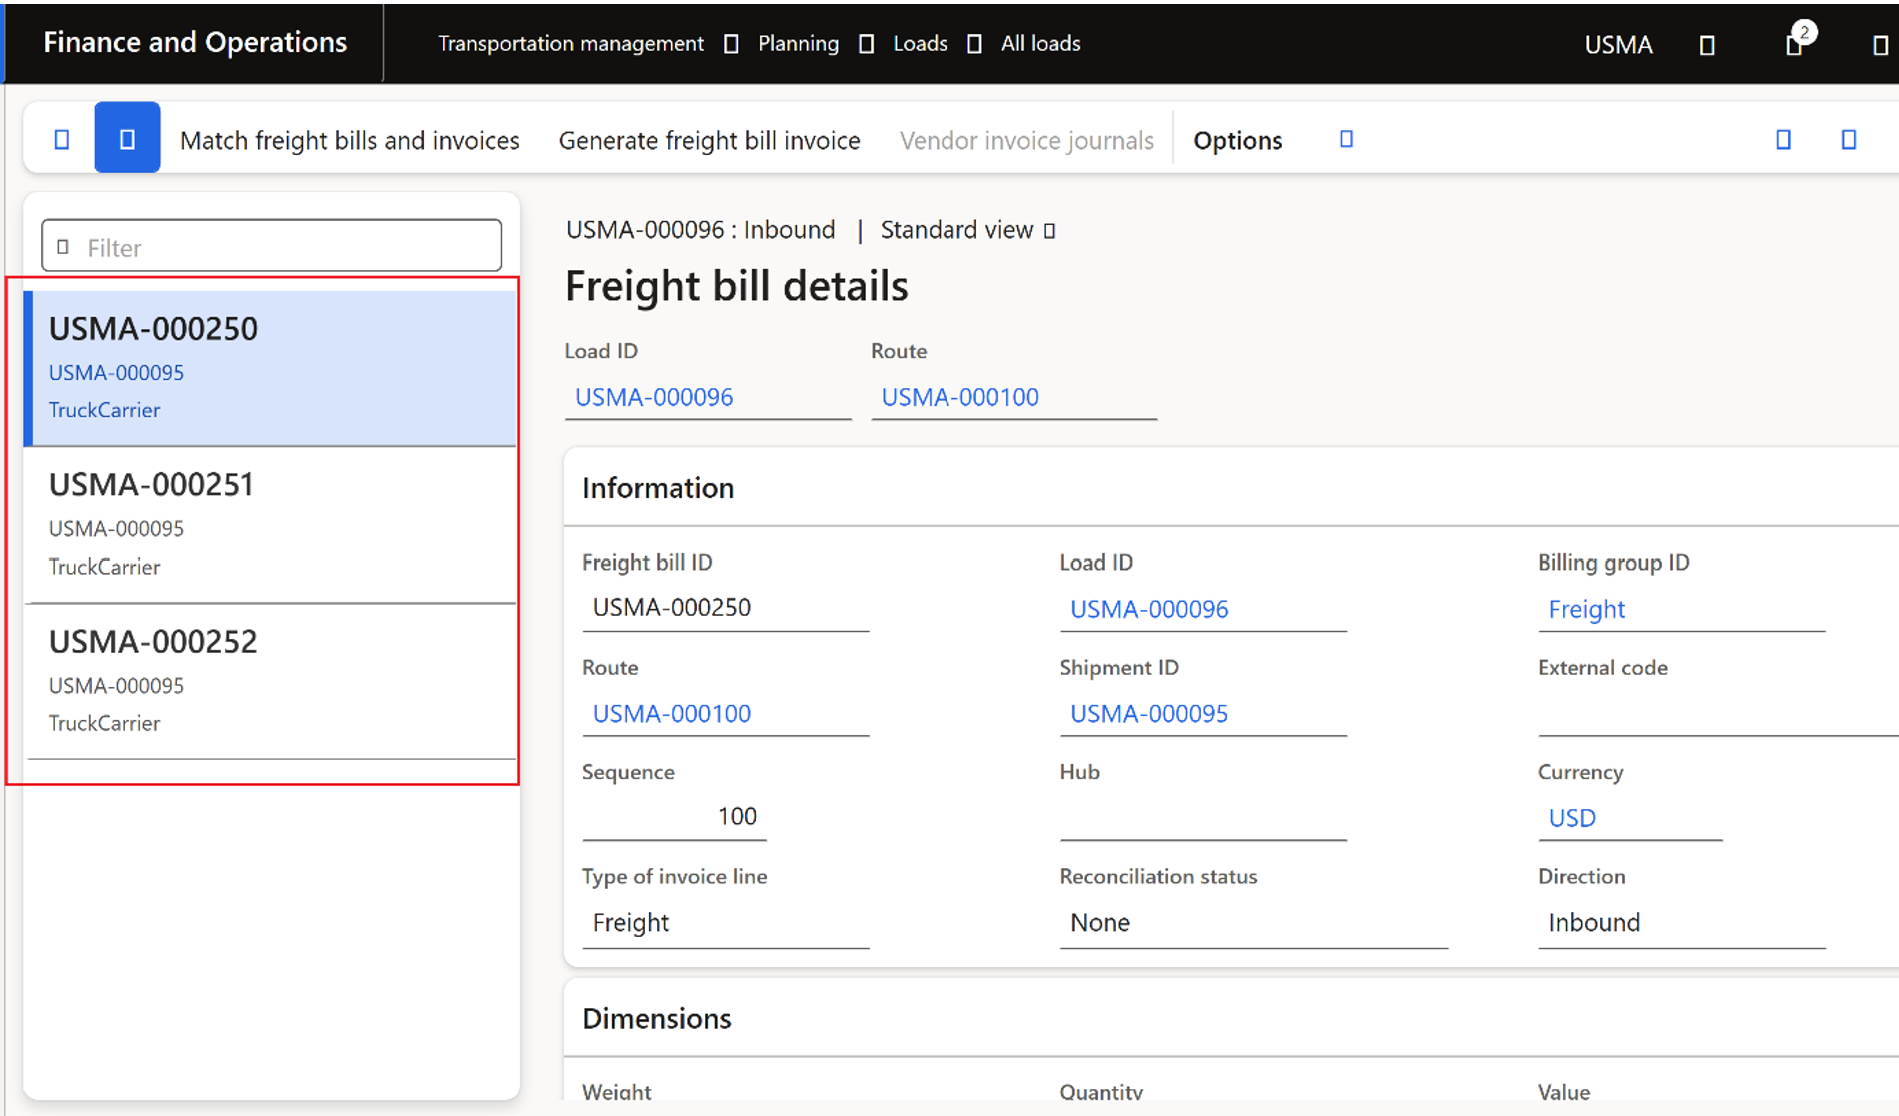 Finance and Operations
Transportation management Planning Loads All loads
USMA 2
Match freight bills and invoices Generate freight bill invoice Vendor invoice journals Options
Filter
USMA-000250
USMA-000095
TruckCarrier
USMA-000251
USMA-000095
TruckCarrier
USMA-000252
USMA-000095
TruckCarrier
USMA-000096 : Inbound | Standard view
Freight bill details
Load ID Route
USMA-000096 USMA-000100
Information
Freight bill ID Load ID Billing group ID
USMA-000250 USMA-000096 Freight
Route Shipment ID External code
USMA-000100 USMA-000095
Sequence Hub Currency
100 USD
Type of invoice line Reconciliation status Direction
Freight None Inbound
Dimensions
Weight Quantity Value